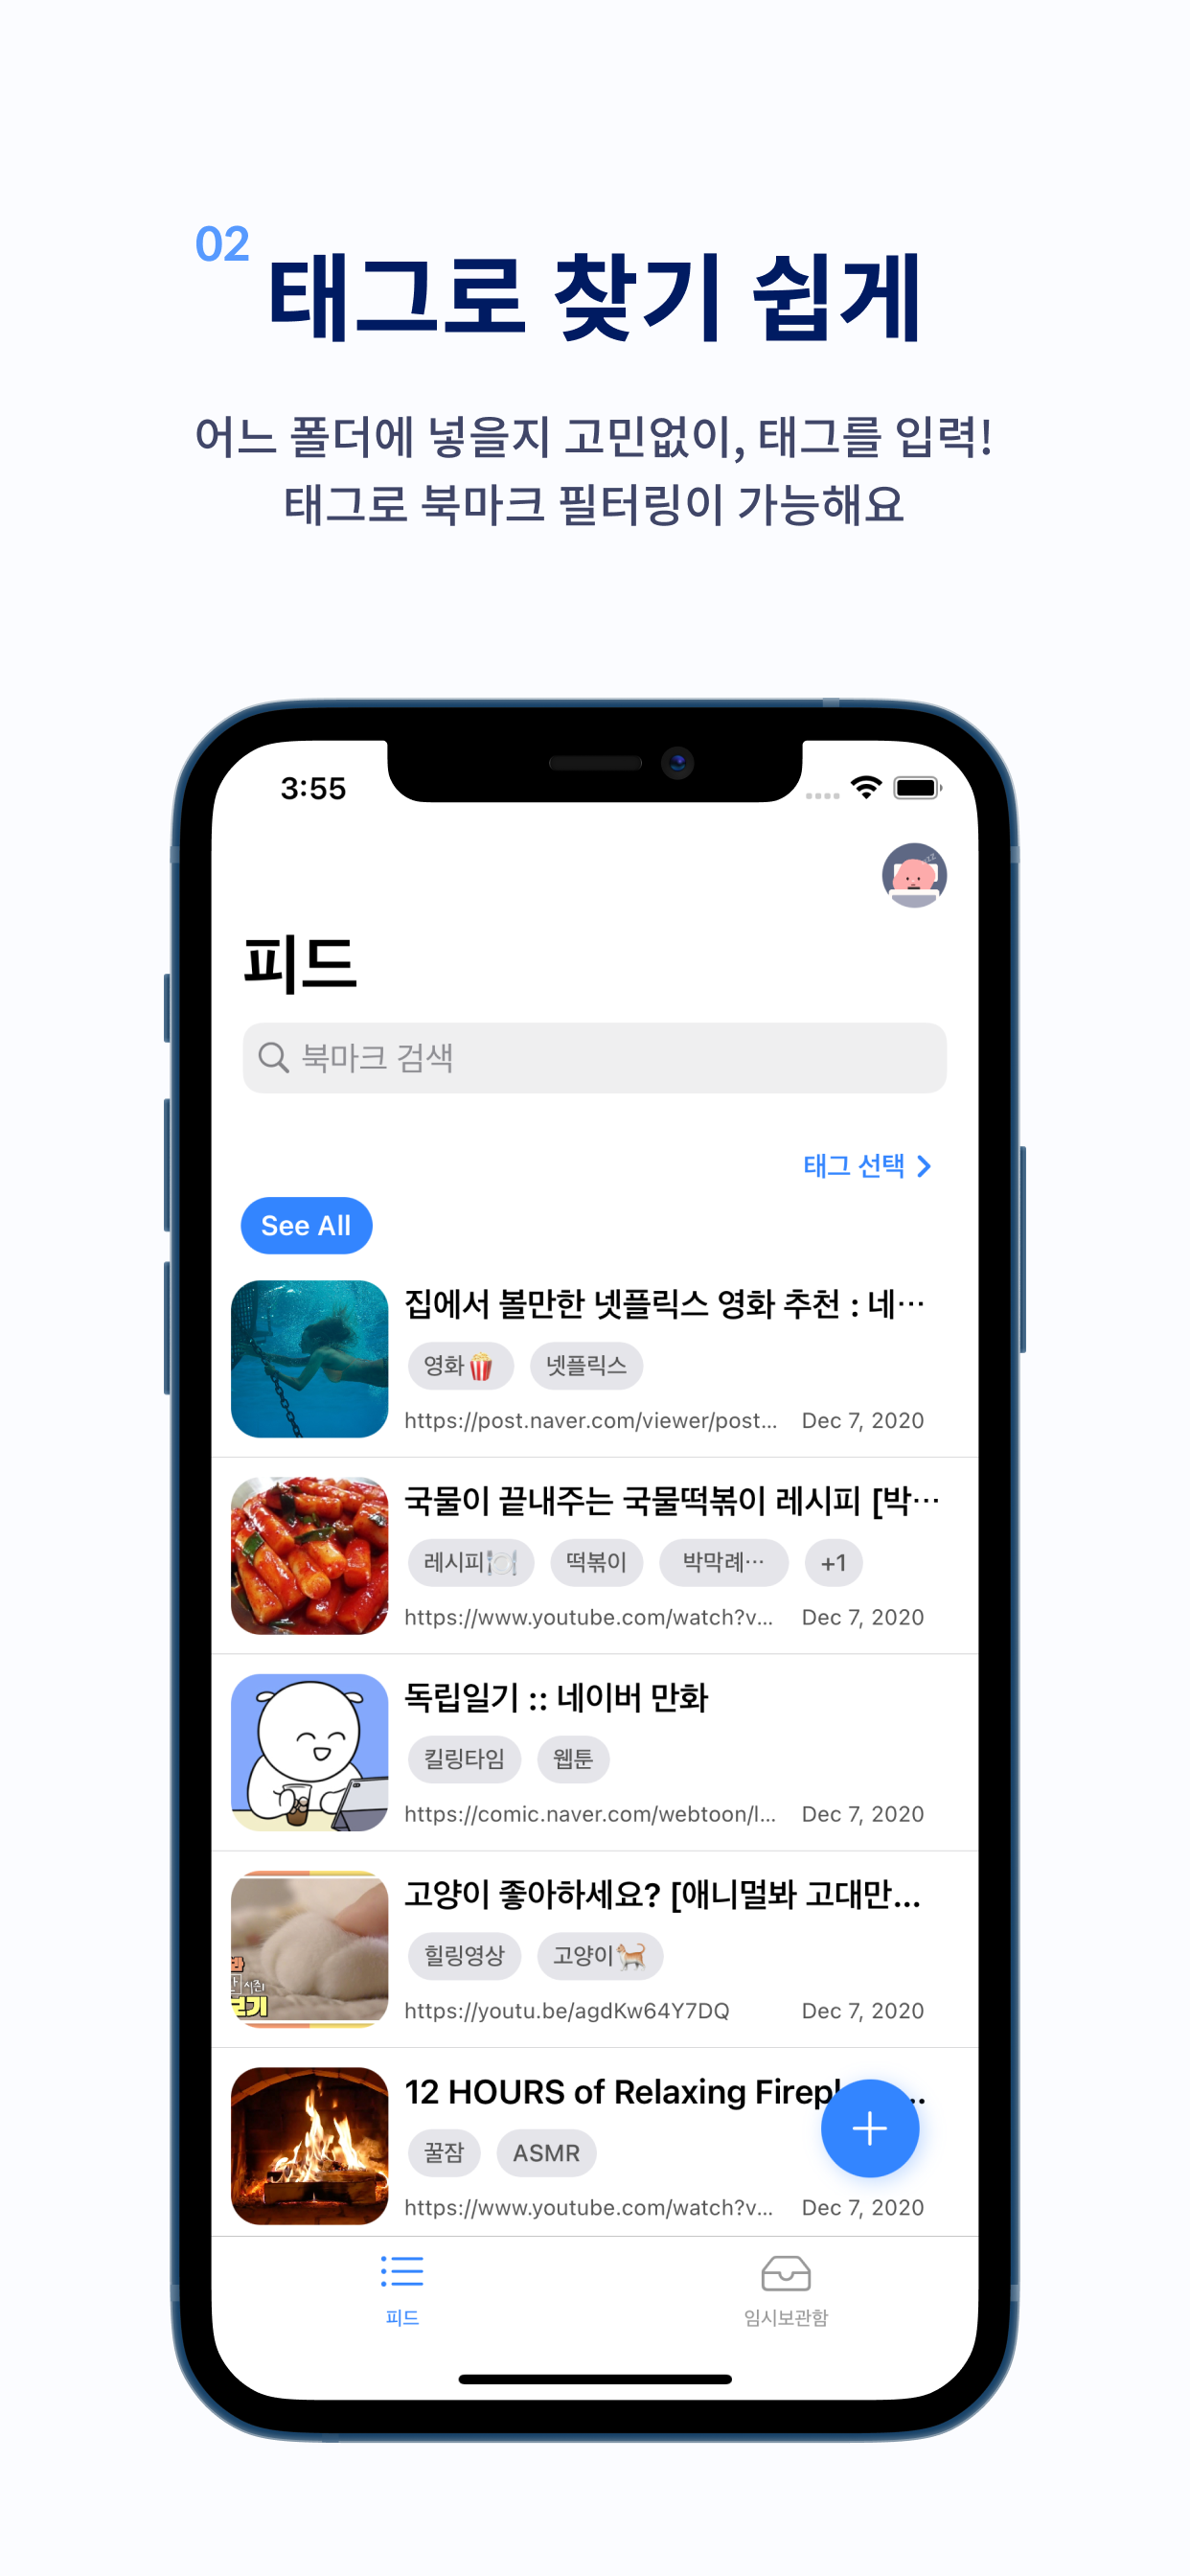 02
태그로 찾기 쉽게
어느 폴더에 넣을지 고민없이, 태그를 입력!
태그로 북마크 필터링이 가능해요
3:55
zzz
피드
북마크 검색
태그 선택
See All
집에서 볼만한 넷플릭스 영화 추천 : 네…
영화🍿 넷플릭스
https://post.naver.com/viewer/post... Dec 7, 2020
국물이 끝내주는 국물떡볶이 레시피 [박…
레시피🍽 떡볶이 박막례… +1
https://www.youtube.com/watch?v... Dec 7, 2020
독립일기 :: 네이버 만화
킬링타임 웹툰
https://comic.naver.com/webtoon/l... Dec 7, 2020
고양이 좋아하세요? [애니멀봐 고대만...
힐링영상 고양이🐈
시즌1
보기
https://youtu.be/agdKw64Y7DQ Dec 7, 2020
12 HOURS of Relaxing Firepl...
꿀잠 ASMR
https://www.youtube.com/watch?v... Dec 7, 2020
피드
임시보관함